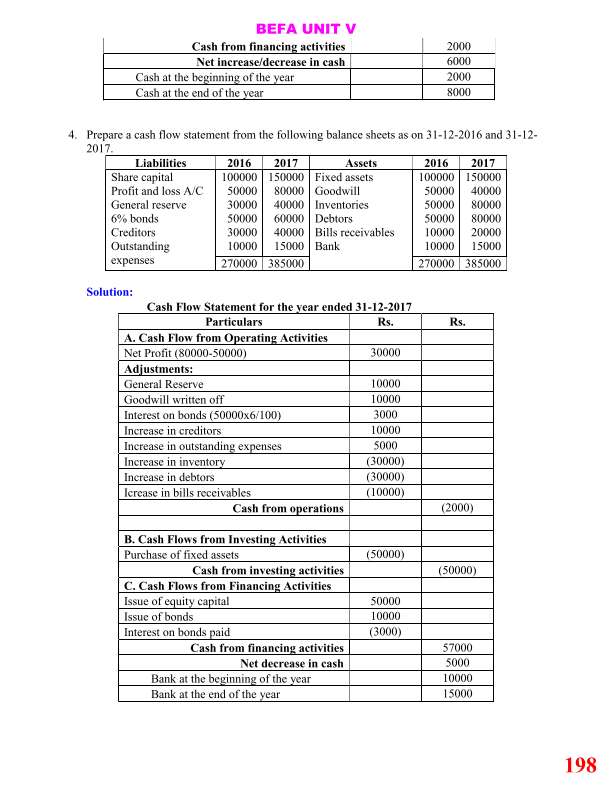 BEFA UNIT V
Cash from financing activities 2000
Net increase/decrease in cash 6000
Cash at the beginning of the year 2000
Cash at the end of the year 8000
4. Prepare a cash flow statement from the following balance sheets as on 31-12-2016 and 31-12-
2017.
Liabilities 2016 2017 Assets 2016 2017
Share capital 100000 150000 Fixed assets 100000 150000
Profit and loss A/C 50000 80000 Goodwill 50000 40000
General reserve 30000 40000 Inventories 50000 80000
6% bonds 50000 60000 Debtors 50000 80000
Creditors 30000 40000 Bills receivables 10000 20000
Outstanding 10000 15000 Bank 10000 15000
expenses 270000 385000 270000 385000
Solution:
Cash Flow Statement for the year ended 31-12-2017
Particulars Rs. Rs.
A. Cash Flow from Operating Activities
Net Profit (80000-50000) 30000
Adjustments:
General Reserve 10000
Goodwill written off 10000
Interest on bonds (50000x6/100) 3000
Increase in creditors 10000
Increase in outstanding expenses 5000
Increase in inventory (30000)
Increase in debtors (30000)
Icrease in bills receivables (10000)
Cash from operations (2000)
B. Cash Flows from Investing Activities
Purchase of fixed assets (50000)
Cash from investing activities (50000)
C. Cash Flows from Financing Activities
Issue of equity capital 50000
Issue of bonds 10000
Interest on bonds paid (3000)
Cash from financing activities 57000
Net decrease in cash 5000
Bank at the beginning of the year 10000
Bank at the end of the year 15000
198